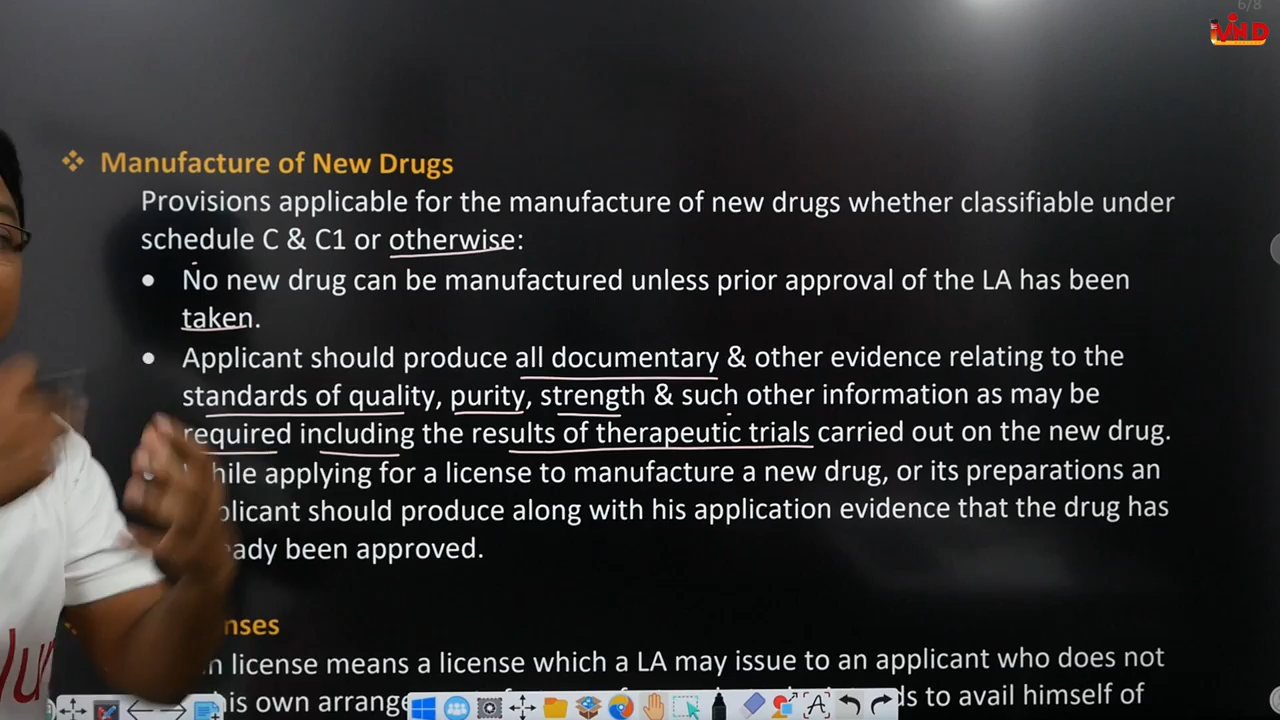 6/8
MIND
❖ Manufacture of New Drugs
Provisions applicable for the manufacture of new drugs whether classifiable under
schedule C & C1 or otherwise:
• No new drug can be manufactured unless prior approval of the LA has been
taken.
• Applicant should produce all documentary & other evidence relating to the
standards of quality, purity, strength & such other information as may be
required including the results of therapeutic trials carried out on the new drug.
hile applying for a license to manufacture a new drug, or its preparations an
plicant should produce along with his application evidence that the drug has
eady been approved.
nses
n license means a license which a LA may issue to an applicant who does not
his own arrange
ds to avail himself of